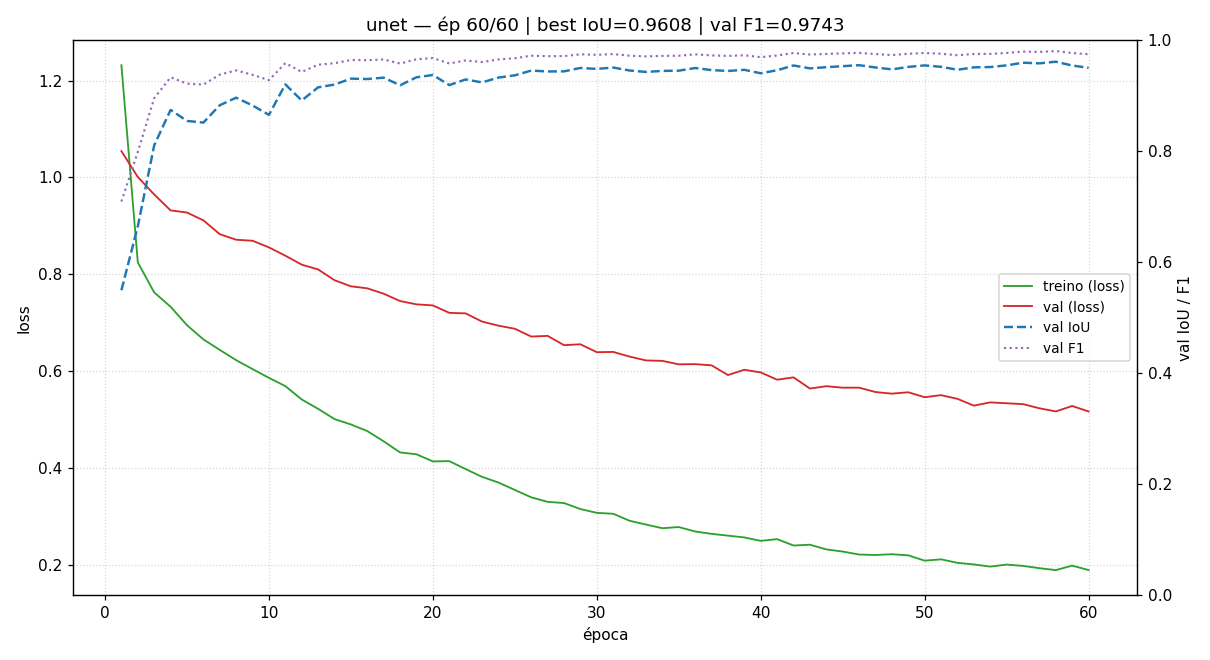 unet — ép 60/60 | best IoU=0.9608 | val F1=0.9743
1.2
1.0
0.8
0.6
0.4
0.2
loss
1.0
0.8
0.6
0.4
0.2
0.0
val IoU / F1
treino (loss)
val (loss)
val IoU
val F1
0 10 20 30 40 50 60
época